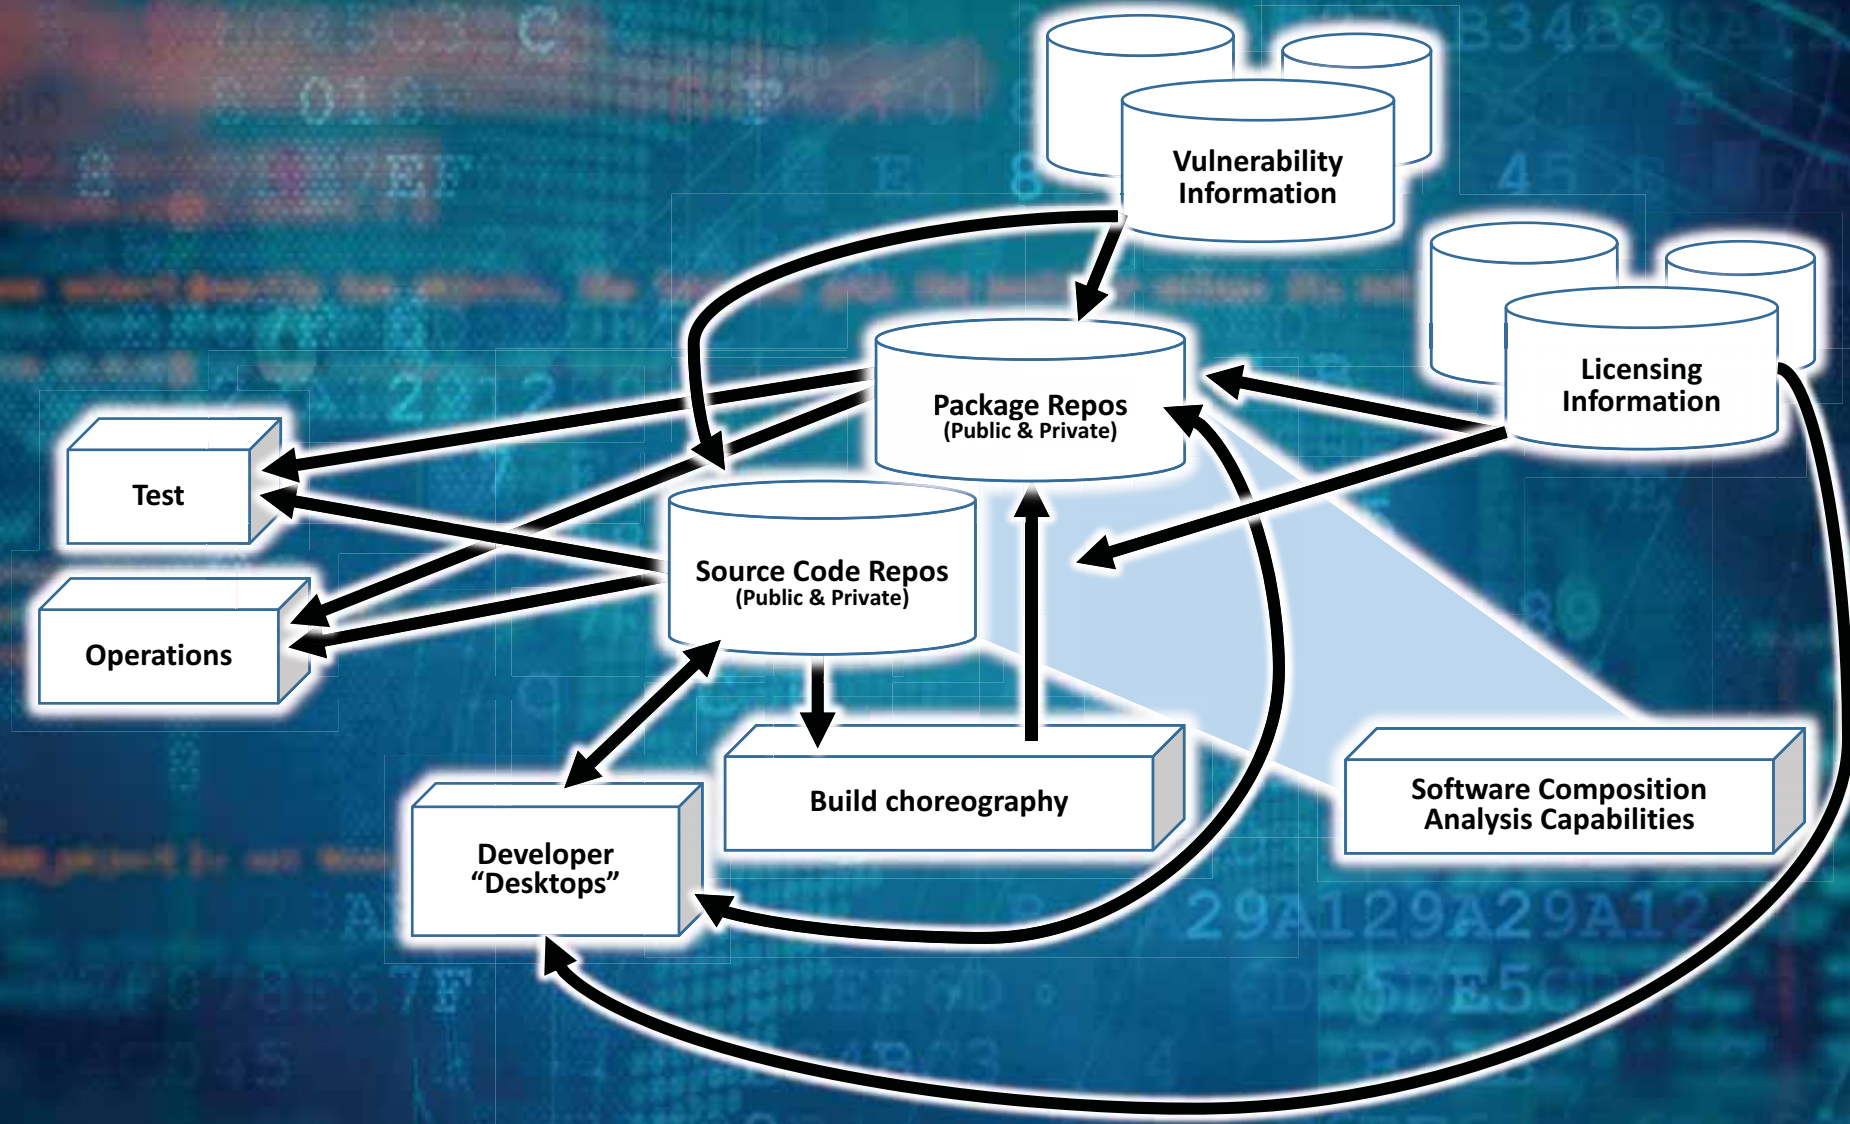 Vulnerability
Information
Licensing
Information
Package Repos
(Public & Private)
Test
Source Code Repos
(Public & Private)
Operations
Build choreography
Software Composition
Analysis Capabilities
Developer
“Desktops”
29A129A29A12